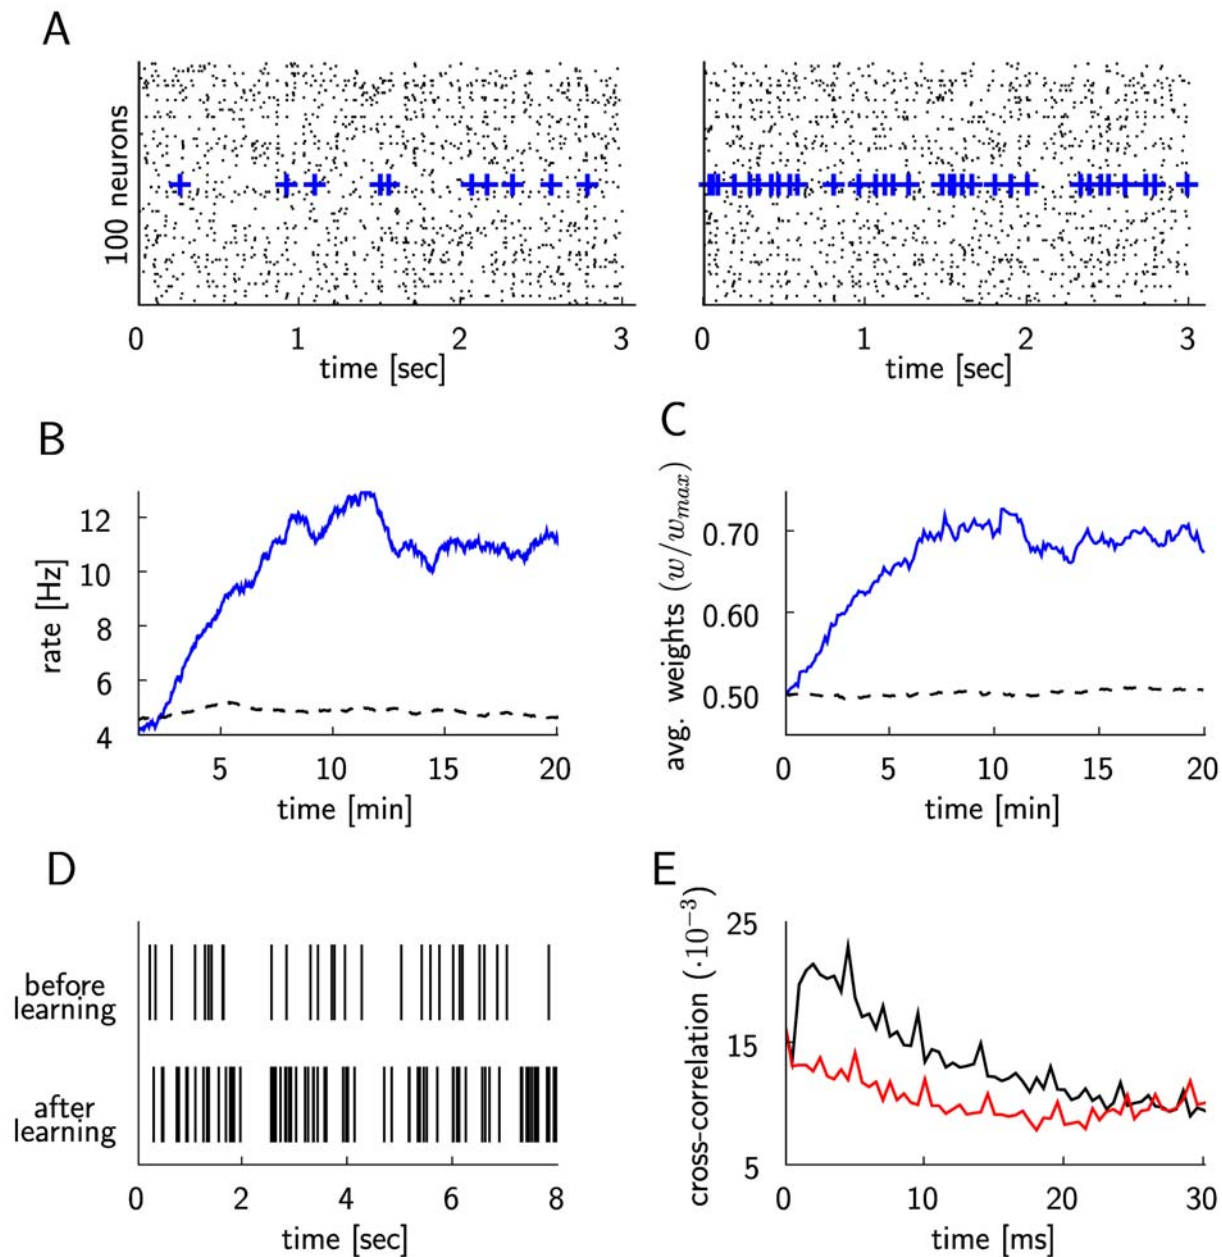 A
100 neurons
0 1 2 3
time [sec]
0 1 2 3
time [sec]
B
rate [Hz]
12
10
8
6
4
5 10 15 20
time [min]
C
avg. weights (w/w_max)
0.70
0.60
0.50
0 5 10 15 20
time [min]
D
before
learning
after
learning
0 2 4 6 8
time [sec]
E
cross-correlation (·10⁻³)
25
15
5
0 10 20 30
time [ms]